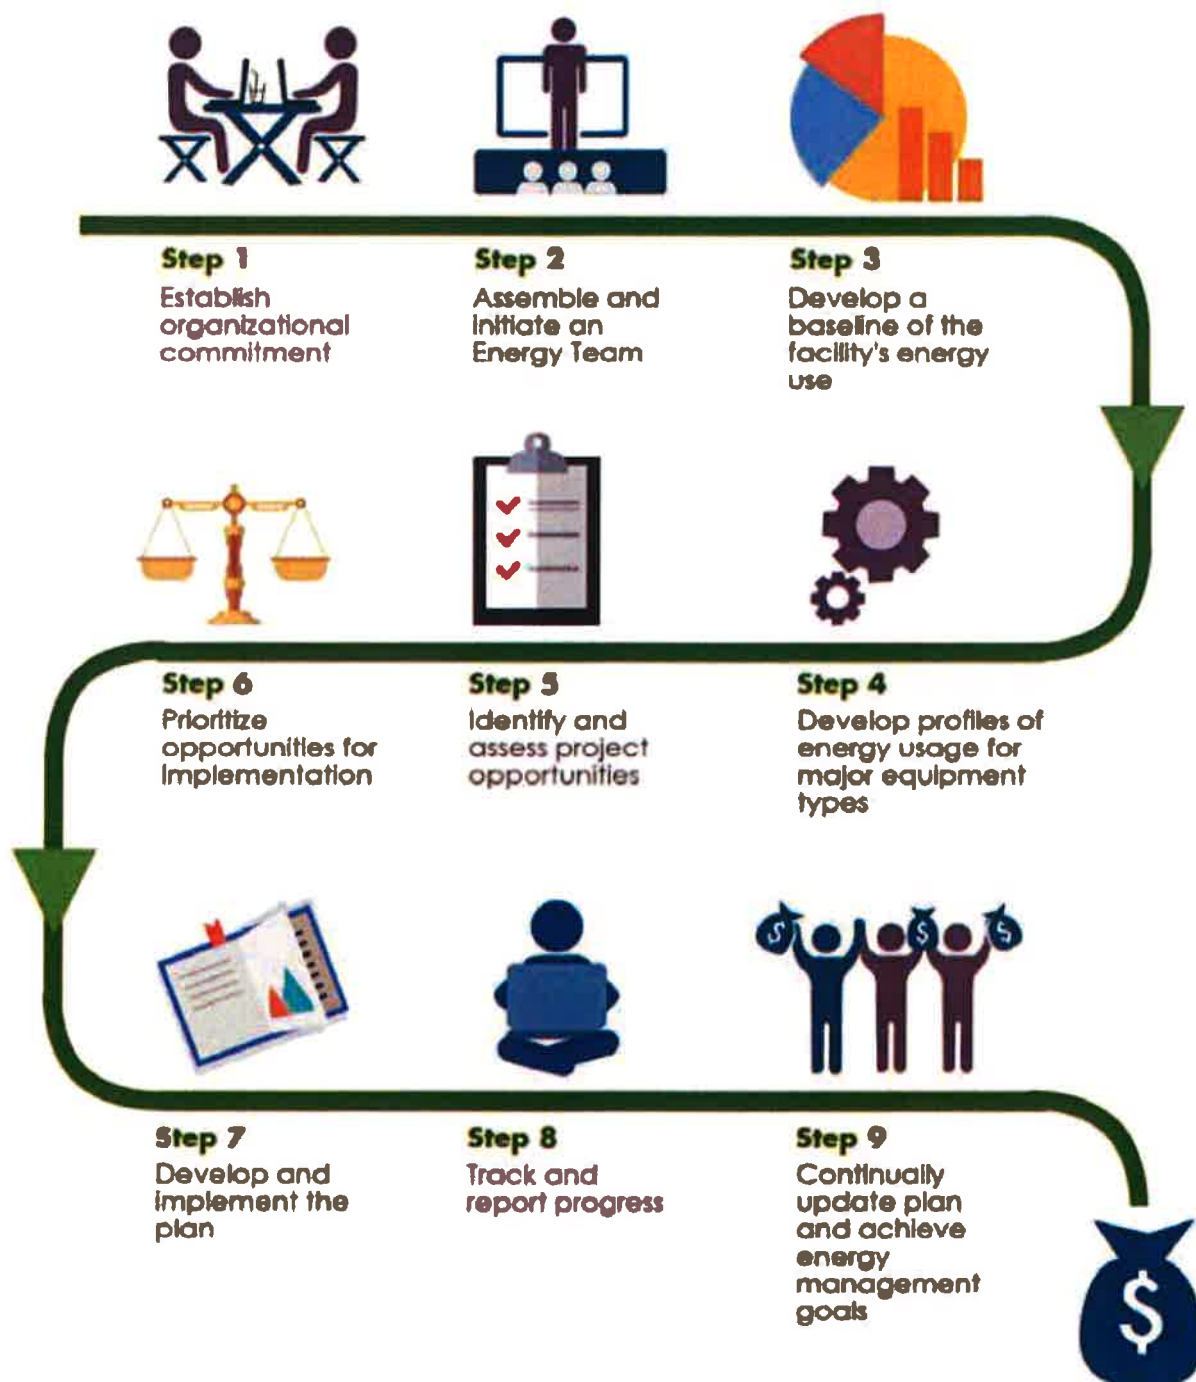 Step 1
Establish
organizational
commitment
Step 2
Assemble and
initiate an
Energy Team
Step 3
Develop a
baseline of the
facility's energy
use
Step 4
Develop profiles of
energy usage for
major equipment
types
Step 5
Identify and
assess project
opportunities
Step 6
Prioritize
opportunities for
implementation
Step 7
Develop and
implement the
plan
Step 8
Track and
report progress
Step 9
Continually
update plan
and achieve
energy
management
goals
$
$
$
$